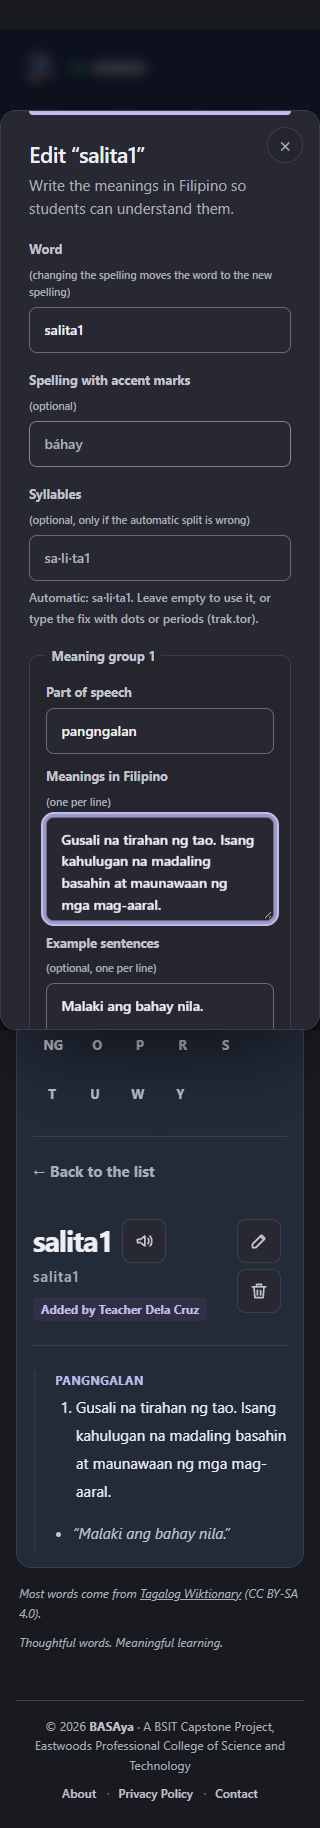 Edit “salita1”
×
Write the meanings in Filipino so
students can understand them.
Word
(changing the spelling moves the word to the new
spelling)
salita1
Spelling with accent marks
(optional)
báhay
Syllables
(optional, only if the automatic split is wrong)
sa·li·ta1
Automatic: sa·li·ta1. Leave empty to use it, or
type the fix with dots or periods (trak.tor).
Meaning group 1
Part of speech
pangngalan
Meanings in Filipino
(one per line)
Gusali na tirahan ng tao. Isang
kahulugan na madaling
basahin at maunawaan ng
mga mag-aaral.
Example sentences
(optional, one per line)
Malaki ang bahay nila.
NG O P R S
T U W Y
← Back to the list
salita1
salita1
Added by Teacher Dela Cruz
PANGNGALAN
1. Gusali na tirahan ng tao. Isang
kahulugan na madaling basahin
at maunawaan ng mga mag-
aaral.
• “Malaki ang bahay nila.”
Most words come from Tagalog Wiktionary (CC BY-SA
4.0).
Thoughtful words. Meaningful learning.
© 2026 BASAya · A BSIT Capstone Project,
Eastwoods Professional College of Science and
Technology
About · Privacy Policy · Contact